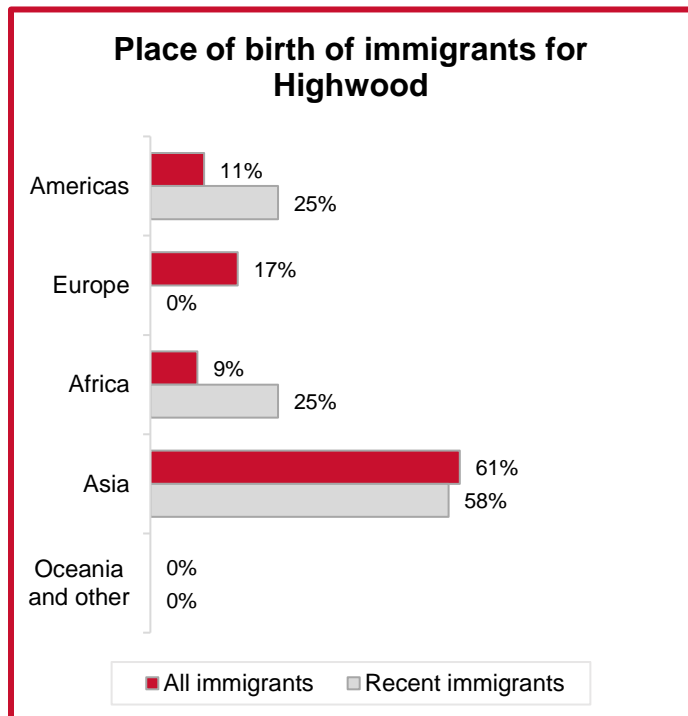 Place of birth of immigrants for
Highwood
Americas
11%
25%
Europe
17%
0%
Africa
9%
25%
Asia
61%
58%
Oceania
and other
0%
0%
All immigrants
Recent immigrants